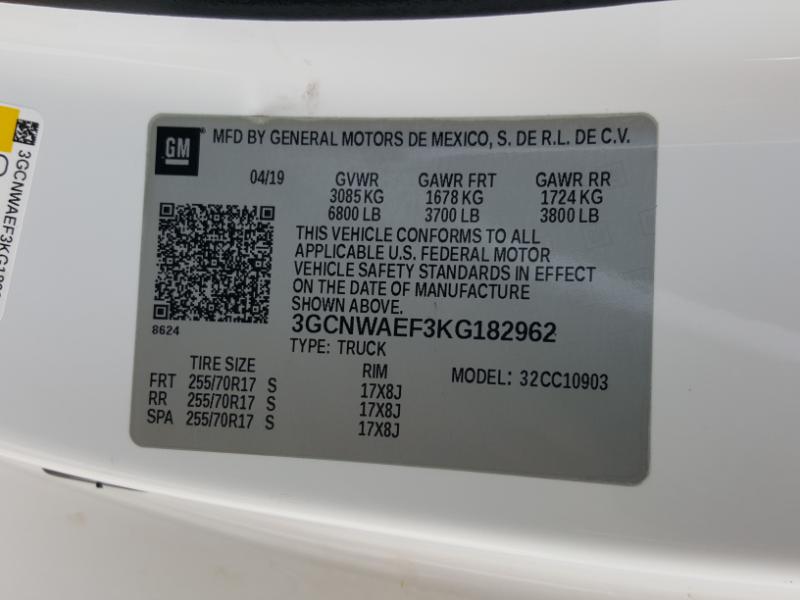 GM
MFD BY GENERAL MOTORS DE MEXICO, S. DE R.L. DE C.V.
04/19 GVWR GAWR FRT GAWR RR
3085 KG 1678 KG 1724 KG
6800 LB 3700 LB 3800 LB
THIS VEHICLE CONFORMS TO ALL
APPLICABLE U.S. FEDERAL MOTOR
VEHICLE SAFETY STANDARDS IN EFFECT
ON THE DATE OF MANUFACTURE
SHOWN ABOVE.
8624
3GCNWAEF3KG182962
TYPE: TRUCK
TIRE SIZE RIM MODEL: 32CC10903
FRT 255/70R17 S 17X8J
RR 255/70R17 S 17X8J
SPA 255/70R17 S 17X8J